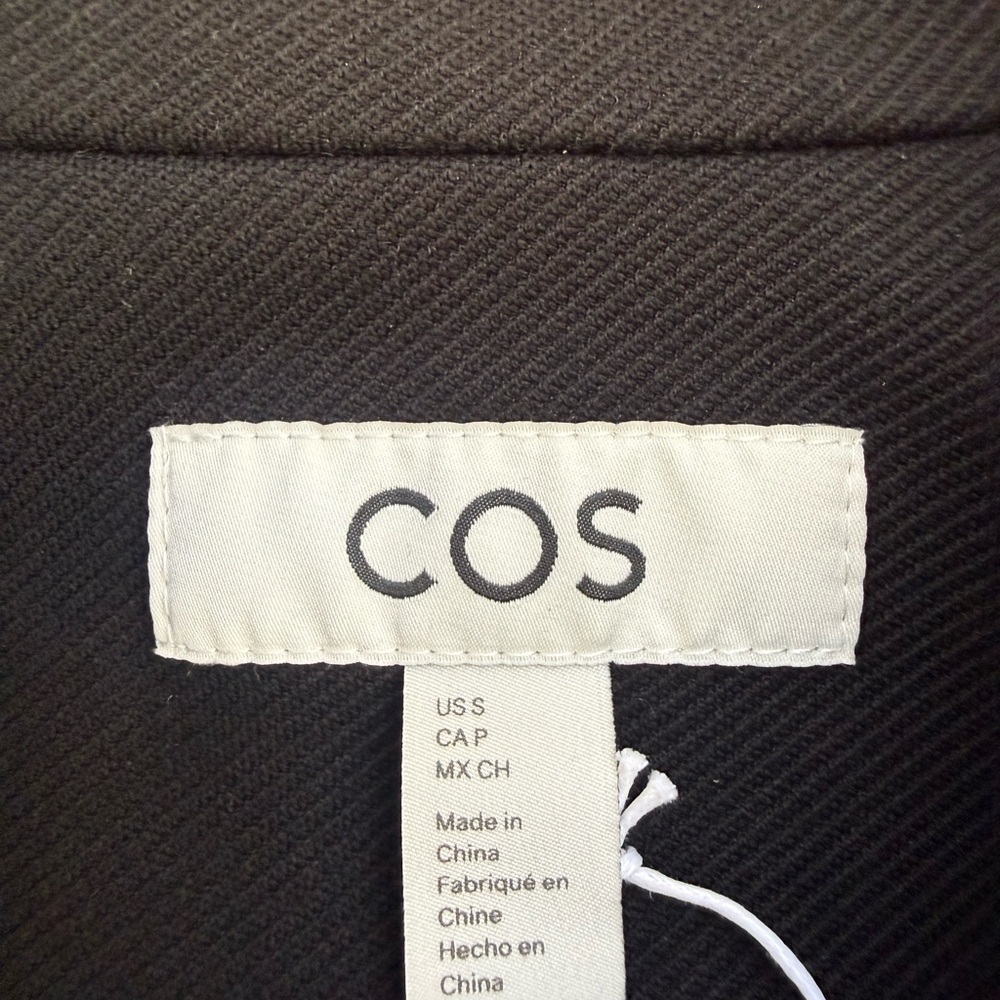 COS
US S
CA P
MX CH
Made in
China
Fabriqué en
Chine
Hecho en
China